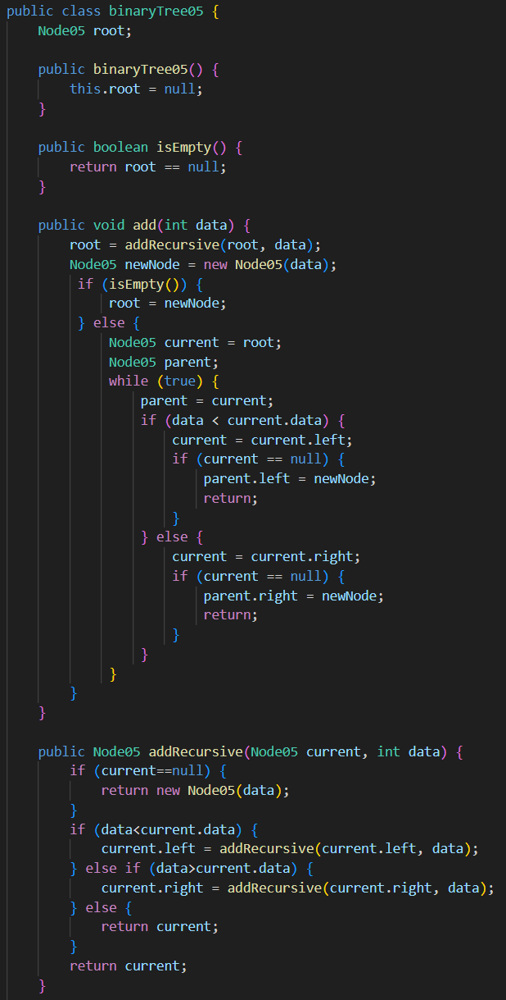 public class binaryTree05 {
    Node05 root;

    public binaryTree05() {
        this.root = null;
    }

    public boolean isEmpty() {
        return root == null;
    }

    public void add(int data) {
        root = addRecursive(root, data);
        Node05 newNode = new Node05(data);
         if (isEmpty()) {
             root = newNode;
         } else {
             Node05 current = root;
             Node05 parent;
             while (true) {
                 parent = current;
                 if (data < current.data) {
                     current = current.left;
                     if (current == null) {
                         parent.left = newNode;
                         return;
                     }
                 } else {
                     current = current.right;
                     if (current == null) {
                         parent.right = newNode;
                         return;
                     }
                 }
             }
        }
    }

    public Node05 addRecursive(Node05 current, int data) {
        if (current==null) {
            return new Node05(data);
        }
        if (data<current.data) {
            current.left = addRecursive(current.left, data);
        } else if (data>current.data) {
            current.right = addRecursive(current.right, data);
        } else {
            return current;
        }
        return current;
    }